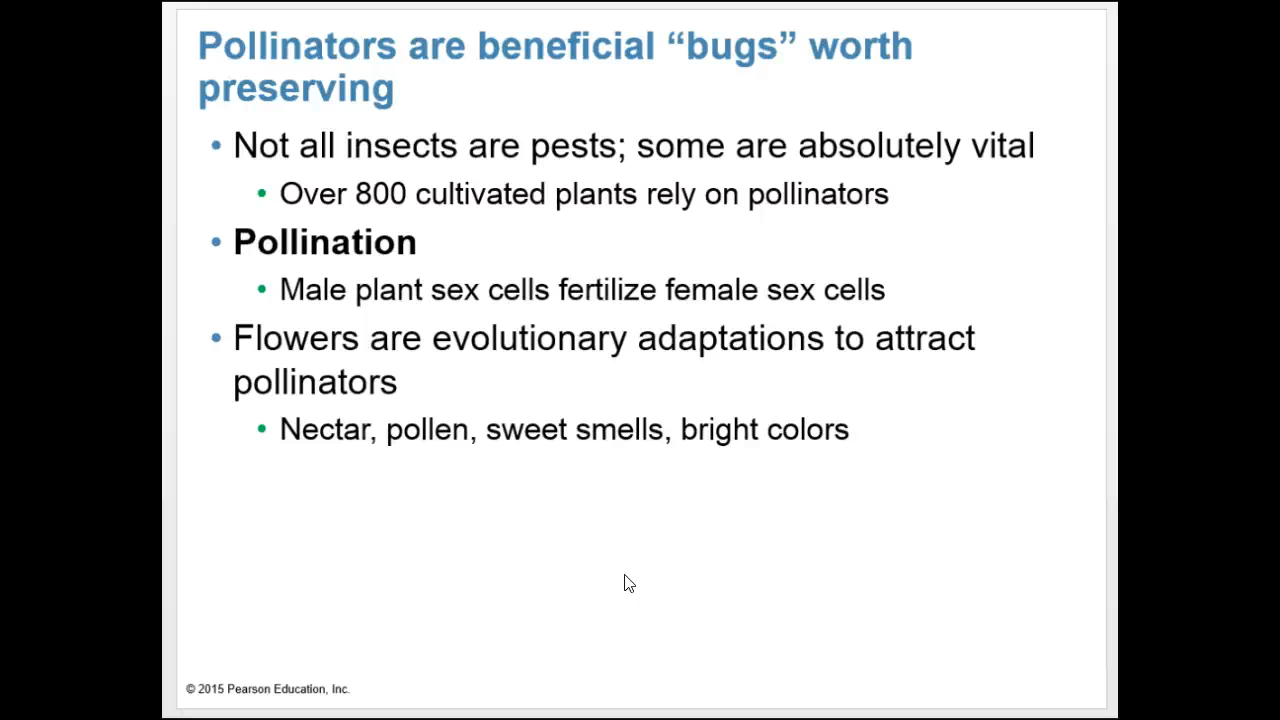 Pollinators are beneficial “bugs” worth
preserving
• Not all insects are pests; some are absolutely vital
• Over 800 cultivated plants rely on pollinators
• Pollination
• Male plant sex cells fertilize female sex cells
• Flowers are evolutionary adaptations to attract
pollinators
• Nectar, pollen, sweet smells, bright colors
© 2015 Pearson Education, Inc.